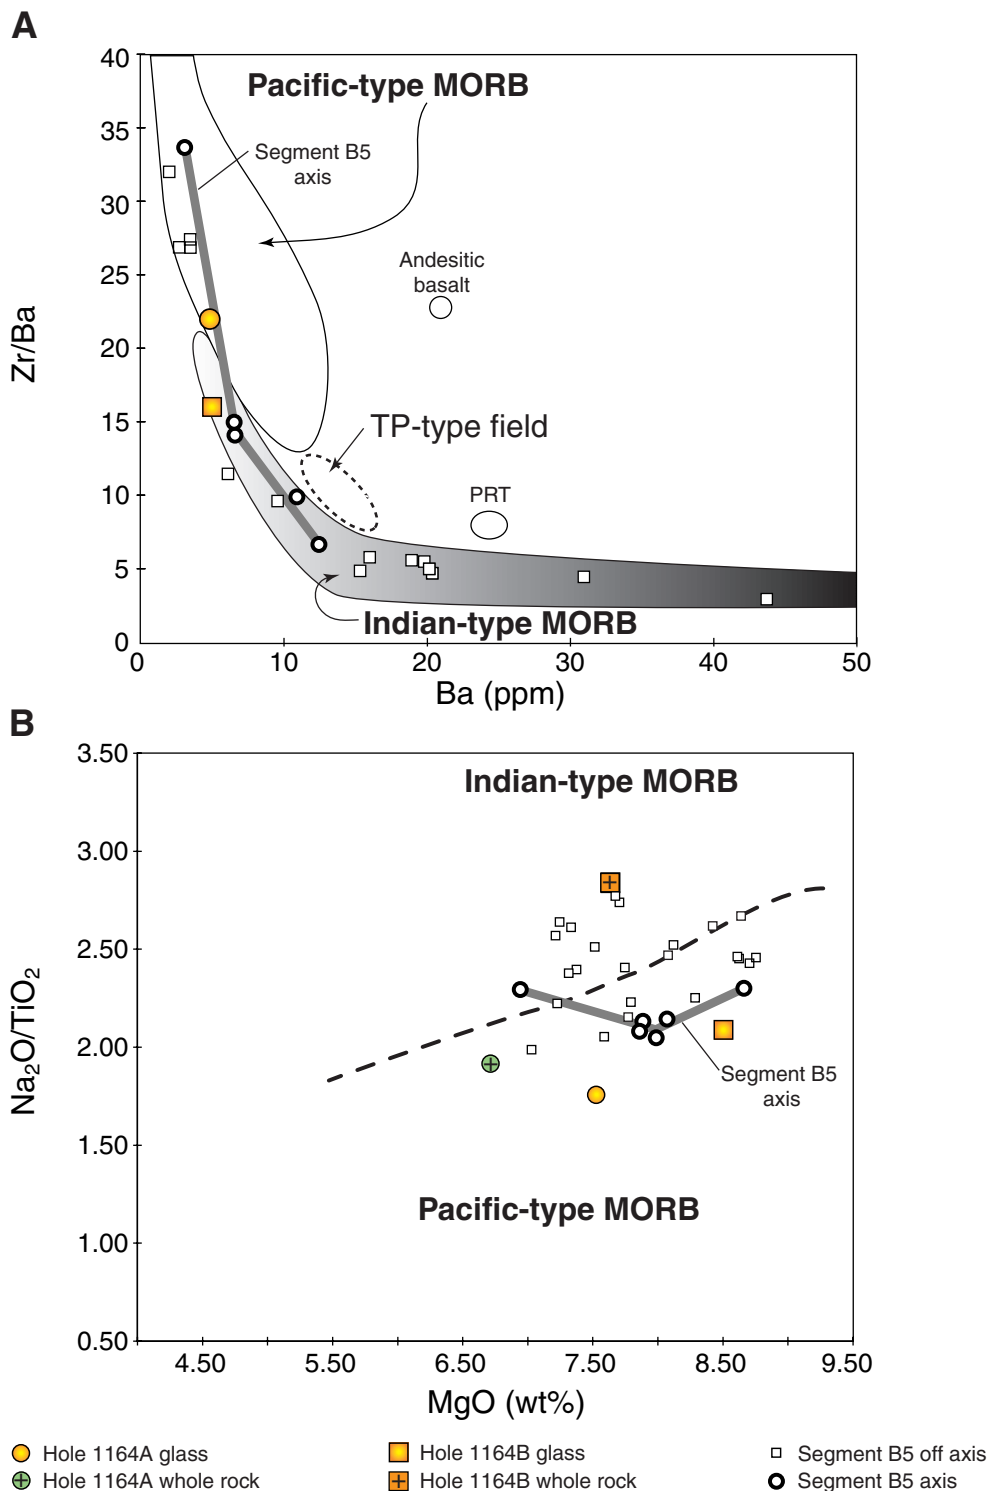 A
40
35
30
25
20
15
10
5
0
Zr/Ba
Pacific-type MORB
Segment B5
axis
Andesitic
basalt
TP-type field
PRT
Indian-type MORB
0
10
20
30
40
50
Ba (ppm)
B
3.50
3.00
2.50
2.00
1.50
1.00
0.50
Na₂O/TiO₂
Indian-type MORB
Segment B5
axis
Pacific-type MORB
4.50
5.50
6.50
7.50
8.50
9.50
MgO (wt%)
Hole 1164A glass
Hole 1164B glass
Segment B5 off axis
Hole 1164A whole rock
Hole 1164B whole rock
Segment B5 axis